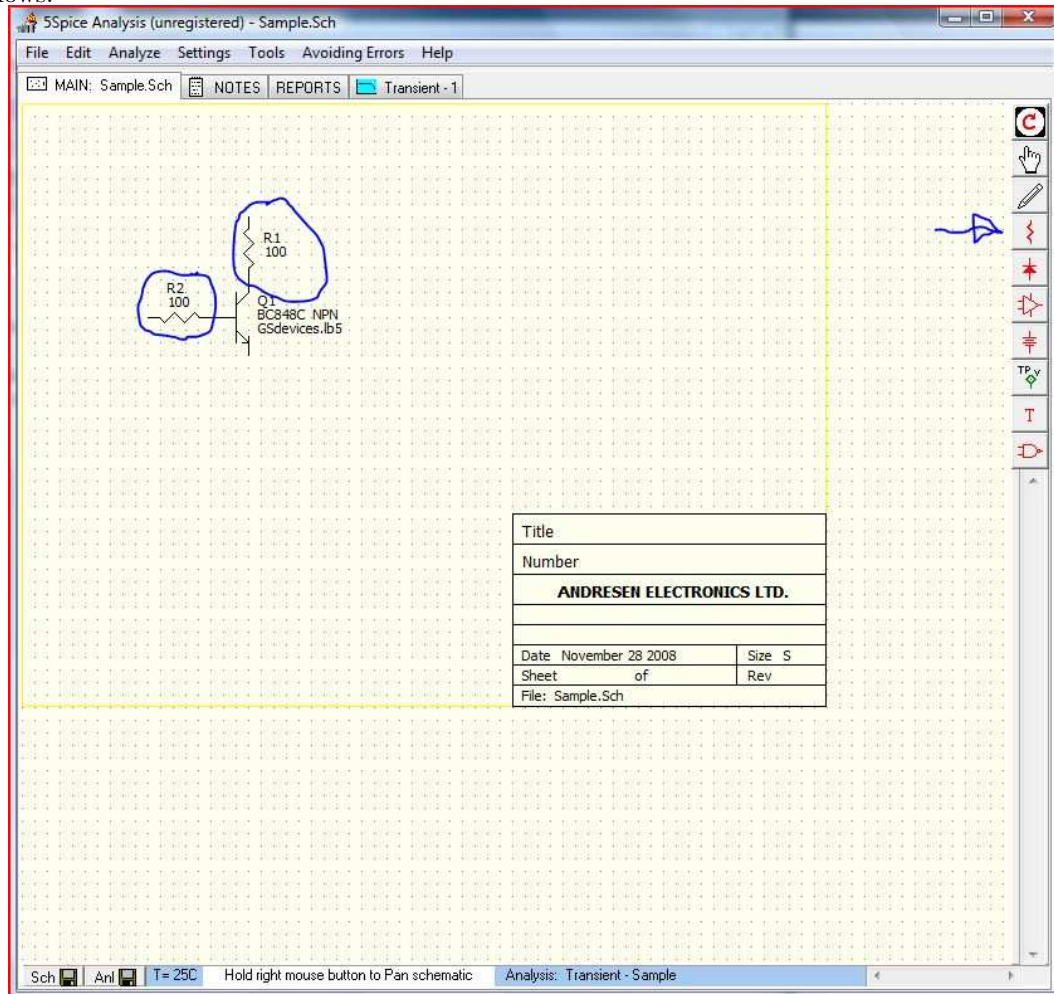 5Spice Analysis (unregistered) - Sample.Sch
File Edit Analyze Settings Tools Avoiding Errors Help
MAIN: Sample.Sch NOTES REPORTS Transient - 1
R1
100
R2
100
Q1
BC848C NPN
GSdevices.lb5
TP v
T
Title
Number
ANDRESEN ELECTRONICS LTD.
Date November 28 2008 Size S
Sheet of Rev
File: Sample.Sch
Sch Anl T= 25C Hold right mouse button to Pan schematic Analysis: Transient - Sample